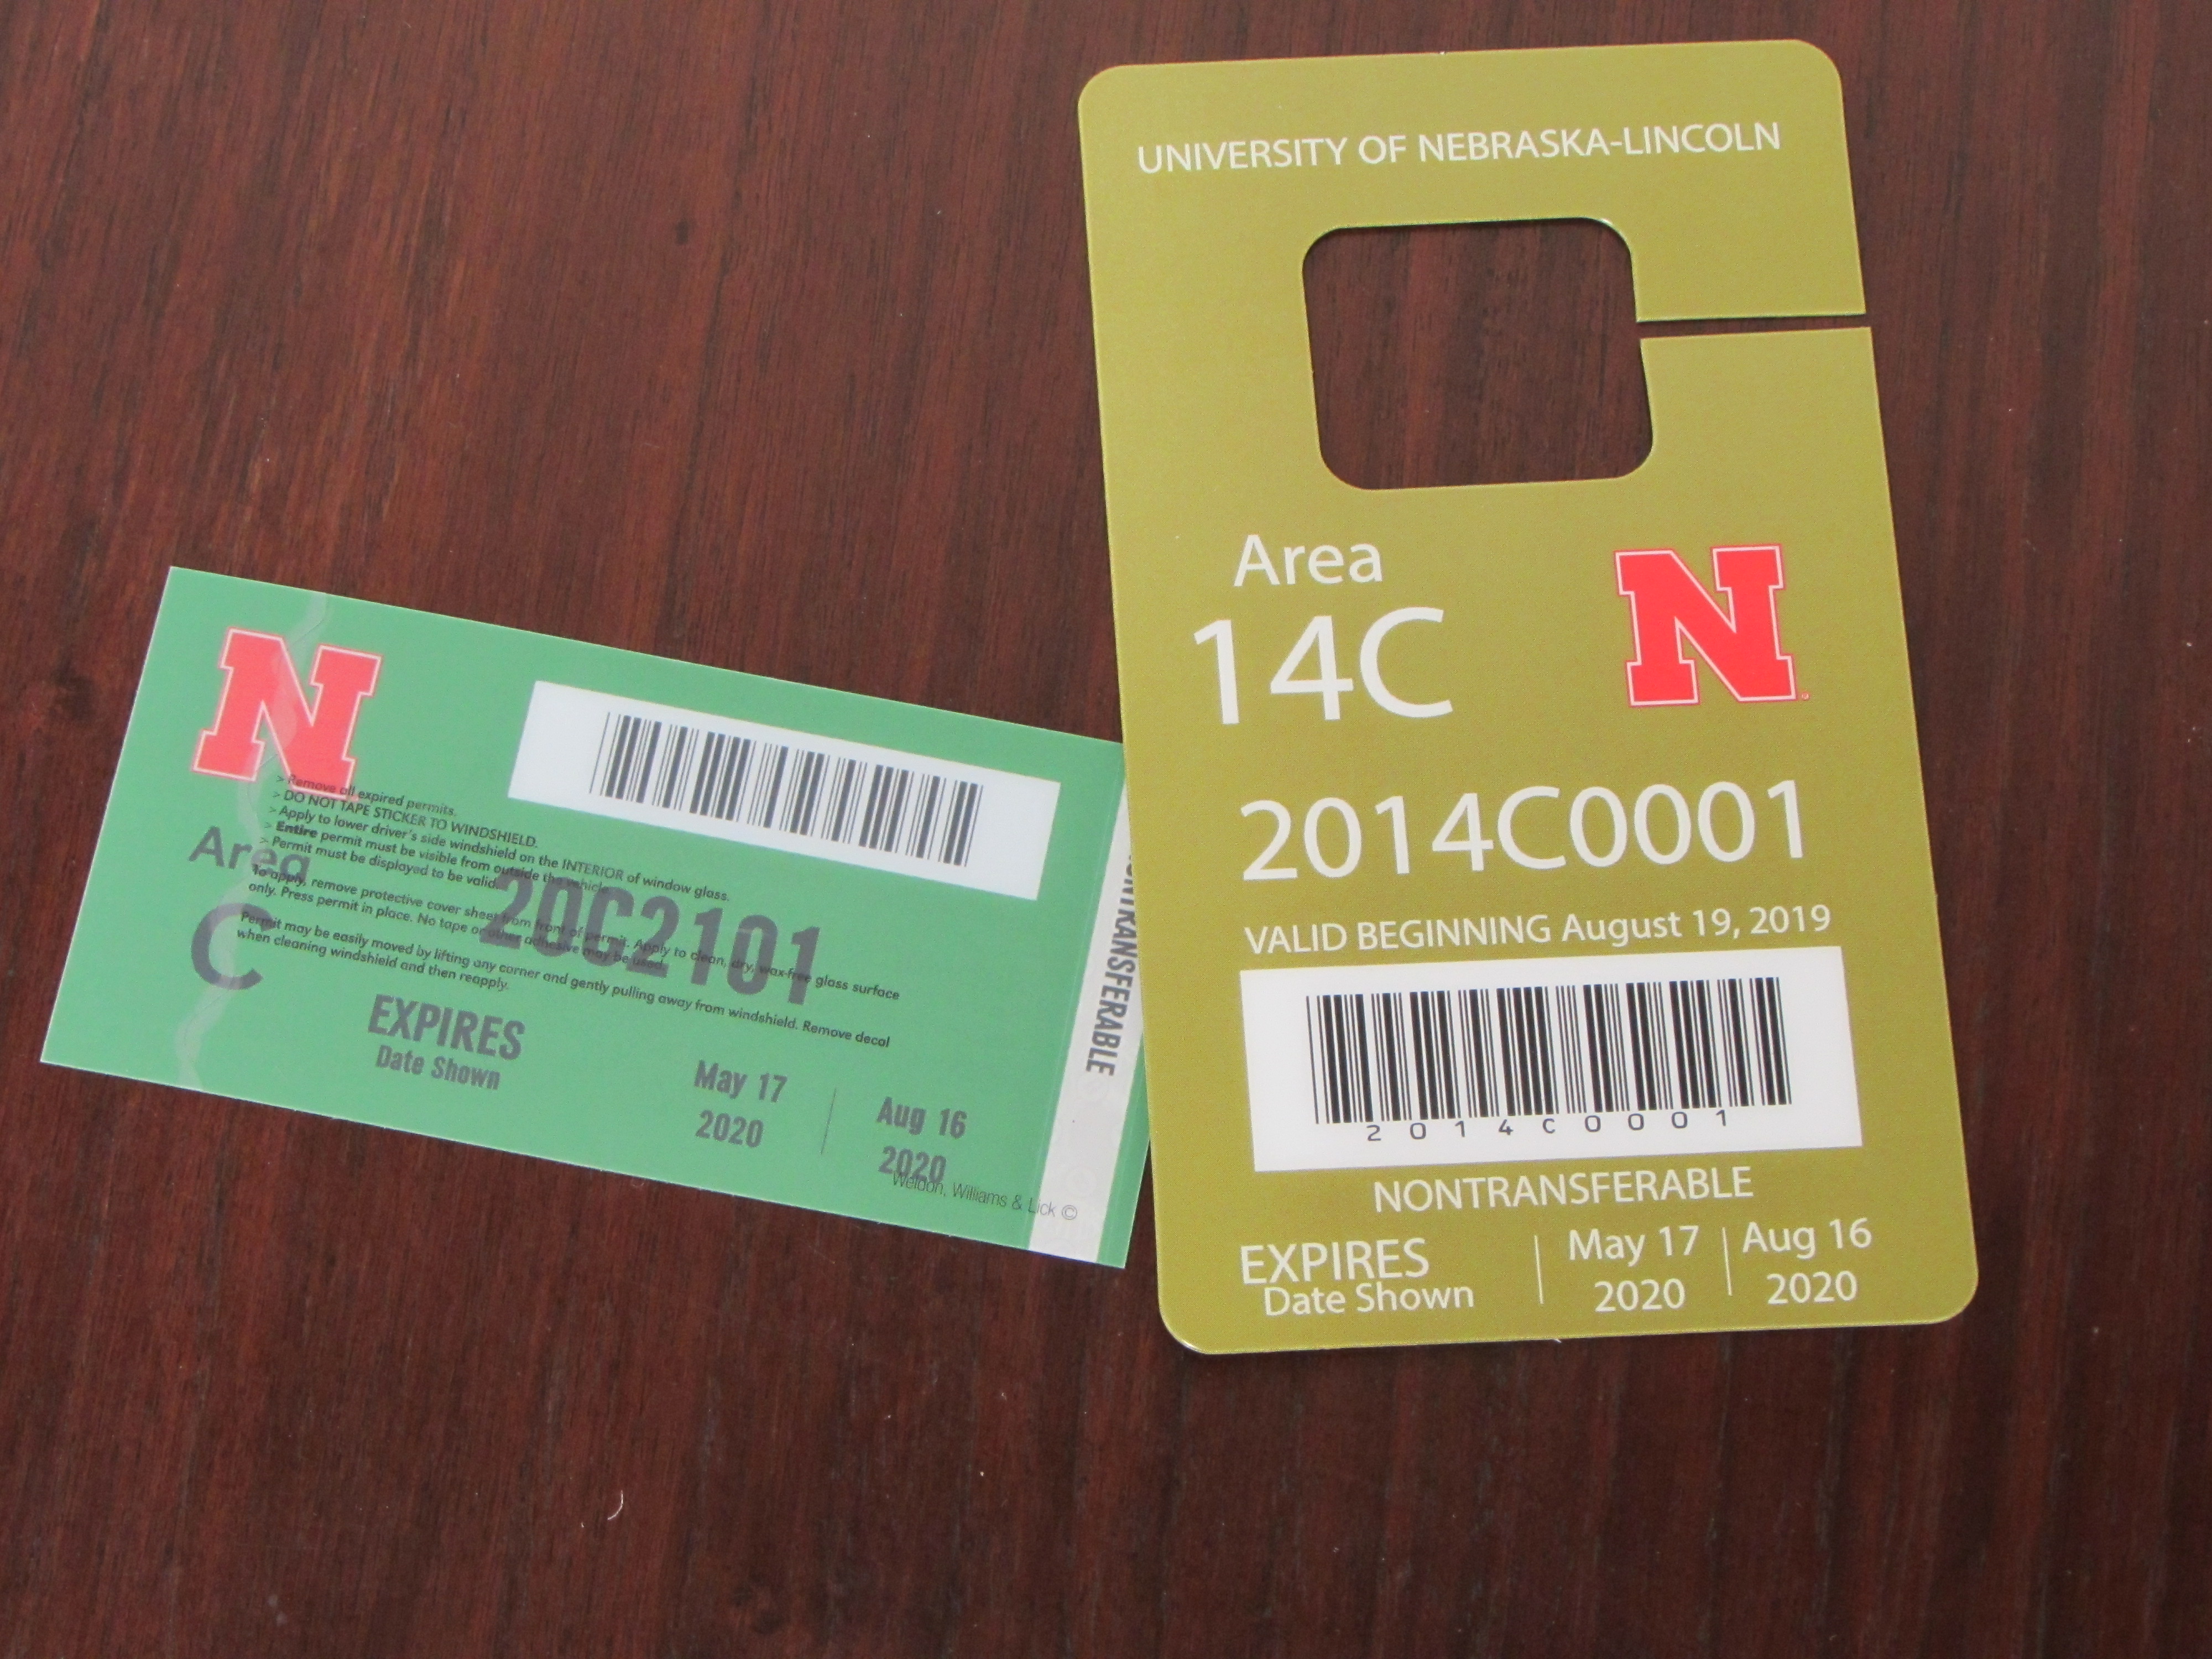 UNIVERSITY OF NEBRASKA-LINCOLN
Area
14C
N
2014C0001
VALID BEGINNING August 19, 2019
2014C0001
NONTRANSFERABLE
EXPIRES
Date Shown
May 17
2020
Aug 16
2020
N
> Remove all expired permits.
> DO NOT TAPE STICKER TO WINDSHIELD.
> Apply to lower driver's side windshield on the INTERIOR of window glass.
> Entire permit must be visible from outside the vehicle.
> Permit must be displayed to be valid.
To apply, remove protective cover sheet from front of permit. Apply to clean, dry, wax-free glass surface
only. Press permit in place. No tape or other adhesive may be used.
Permit may be easily moved by lifting any corner and gently pulling away from windshield. Remove decal
when cleaning windshield and then reapply.
Area
C
20C2101
EXPIRES
Date Shown
May 17
2020
Aug 16
2020
Weldon, Williams & Lick ©
NONTRANSFERABLE